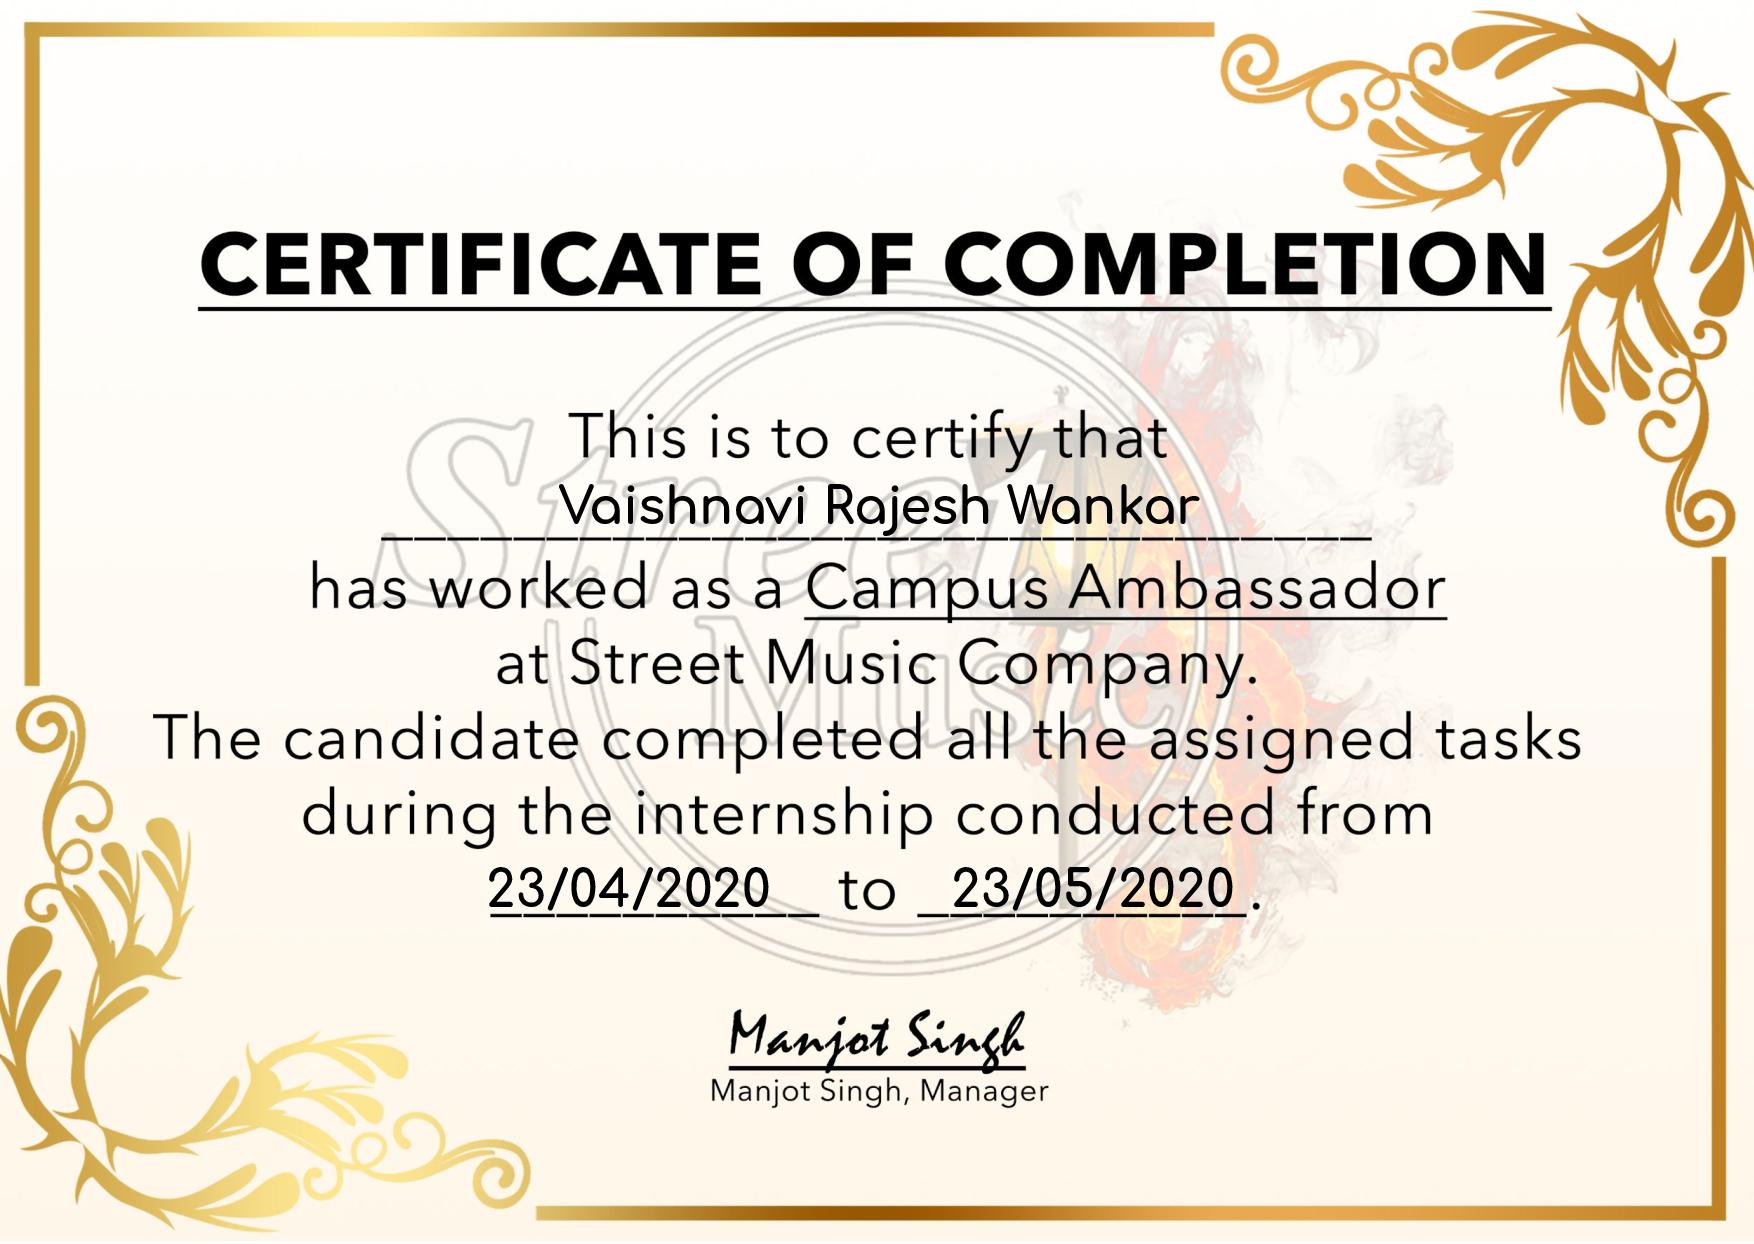 CERTIFICATE OF COMPLETION
This is to certify that
Vaishnavi Rajesh Wankar
has worked as a Campus Ambassador
at Street Music Company.
The candidate completed all the assigned tasks
during the internship conducted from
23/04/2020 to 23/05/2020.
Street
Music
Manjot Singh
Manjot Singh, Manager